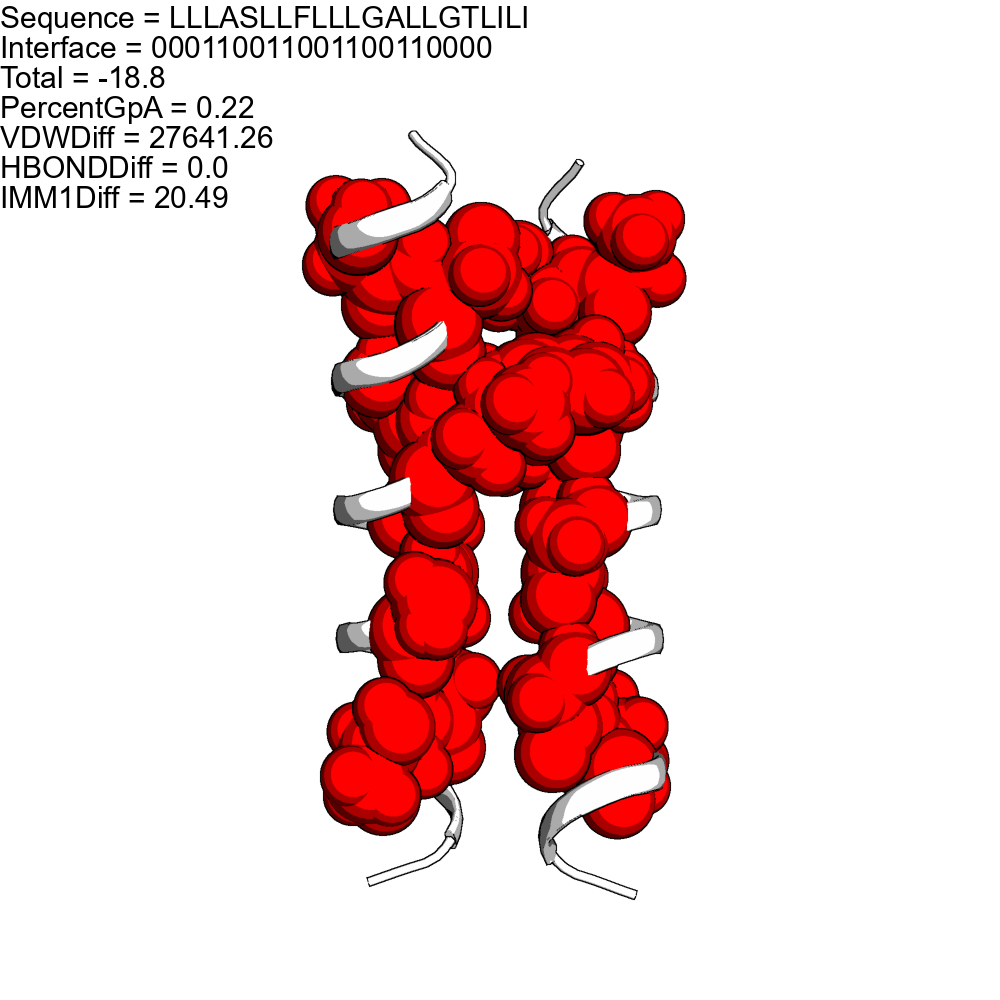 Sequence = LLLASLLFLLLGALLGTLILI
Interface = 000110011001100110000
Total = -18.8
PercentGpA = 0.22
VDWDiff = 27641.26
HBONDDiff = 0.0
IMM1Diff = 20.49